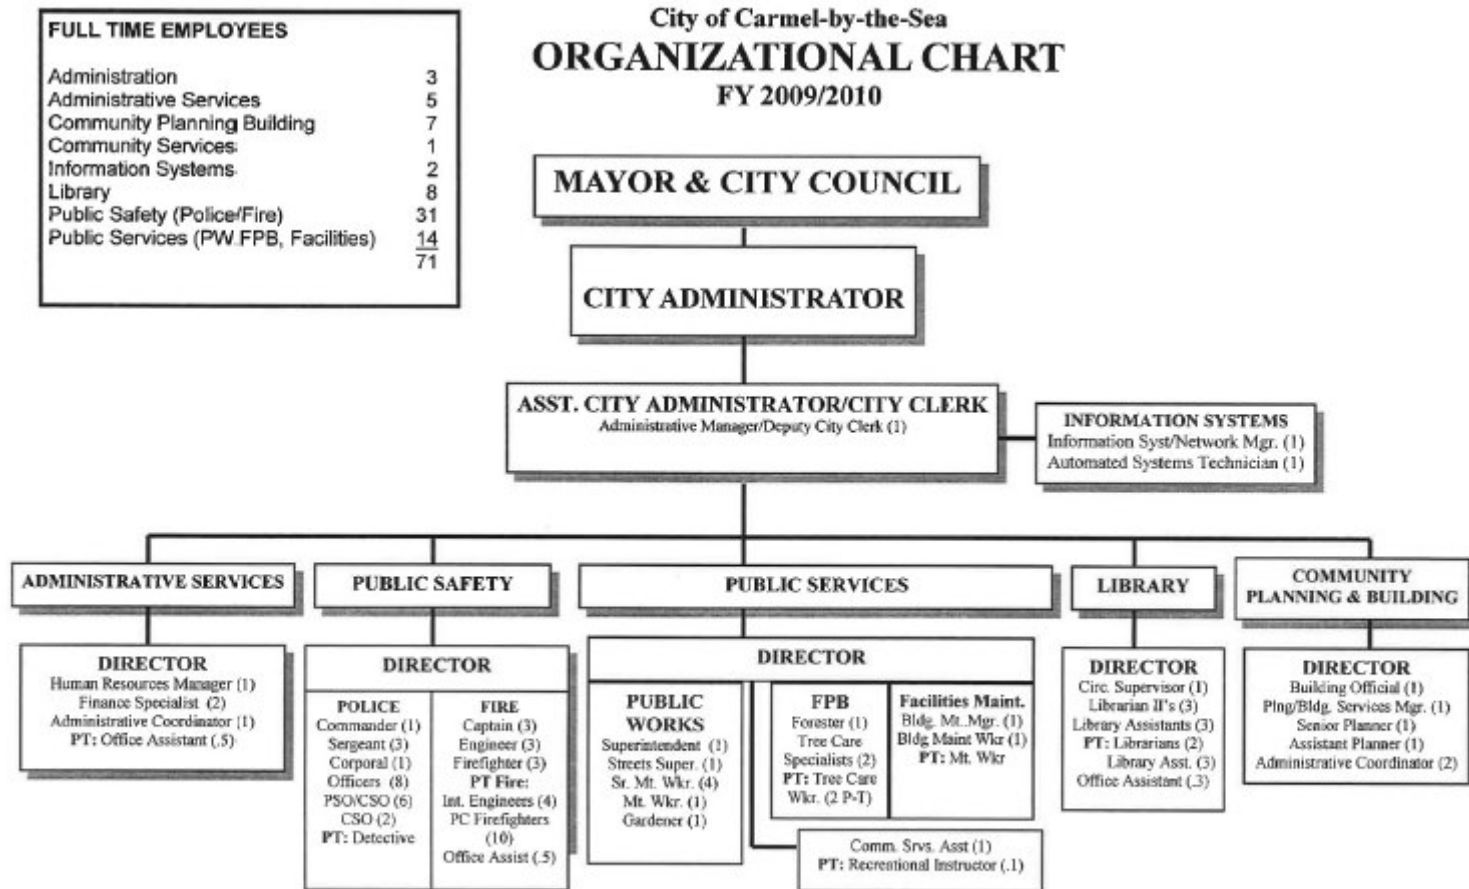 City of Carmel-by-the-Sea
ORGANIZATIONAL CHART
FY 2009/2010
FULL TIME EMPLOYEES
Administration 3
Administrative Services 5
Community Planning Building 7
Community Services 1
Information Systems 2
Library 8
Public Safety (Police/Fire) 31
Public Services (PW FPB, Facilities) 14
71
MAYOR & CITY COUNCIL
CITY ADMINISTRATOR
ASST. CITY ADMINISTRATOR/CITY CLERK
Administrative Manager/Deputy City Clerk (1)
INFORMATION SYSTEMS
Information Syst/Network Mgr. (1)
Automated Systems Technician (1)
ADMINISTRATIVE SERVICES
DIRECTOR
Human Resources Manager (1)
Finance Specialist (2)
Administrative Coordinator (1)
PT: Office Assistant (.5)
PUBLIC SAFETY
DIRECTOR
POLICE
Commander (1)
Sergeant (3)
Corporal (1)
Officers (8)
PSO/CSO (6)
CSO (2)
PT: Detective
FIRE
Captain (3)
Engineer (3)
Firefighter (3)
PT Fire:
Int. Engineers (4)
PC Firefighters
(10)
Office Assist (.5)
PUBLIC SERVICES
DIRECTOR
PUBLIC
WORKS
Superintendent (1)
Streets Super. (1)
Sr. Mt. Wkr. (4)
Mt. Wkr. (1)
Gardener (1)
FPB
Forester (1)
Tree Care
Specialists (2)
PT: Tree Care
Wkr. (2 P-T)
Facilities Maint.
Bldg. Mt. Mgr. (1)
Bldg Maint Wkr (1)
PT: Mt. Wkr
Comm. Srvs. Asst (1)
PT: Recreational Instructor (.1)
LIBRARY
DIRECTOR
Circ. Supervisor (1)
Librarian II's (3)
Library Assistants (3)
PT: Librarians (2)
Library Asst. (3)
Office Assistant (.3)
COMMUNITY
PLANNING & BUILDING
DIRECTOR
Building Official (1)
Plng/Bldg. Services Mgr. (1)
Senior Planner (1)
Assistant Planner (1)
Administrative Coordinator (2)